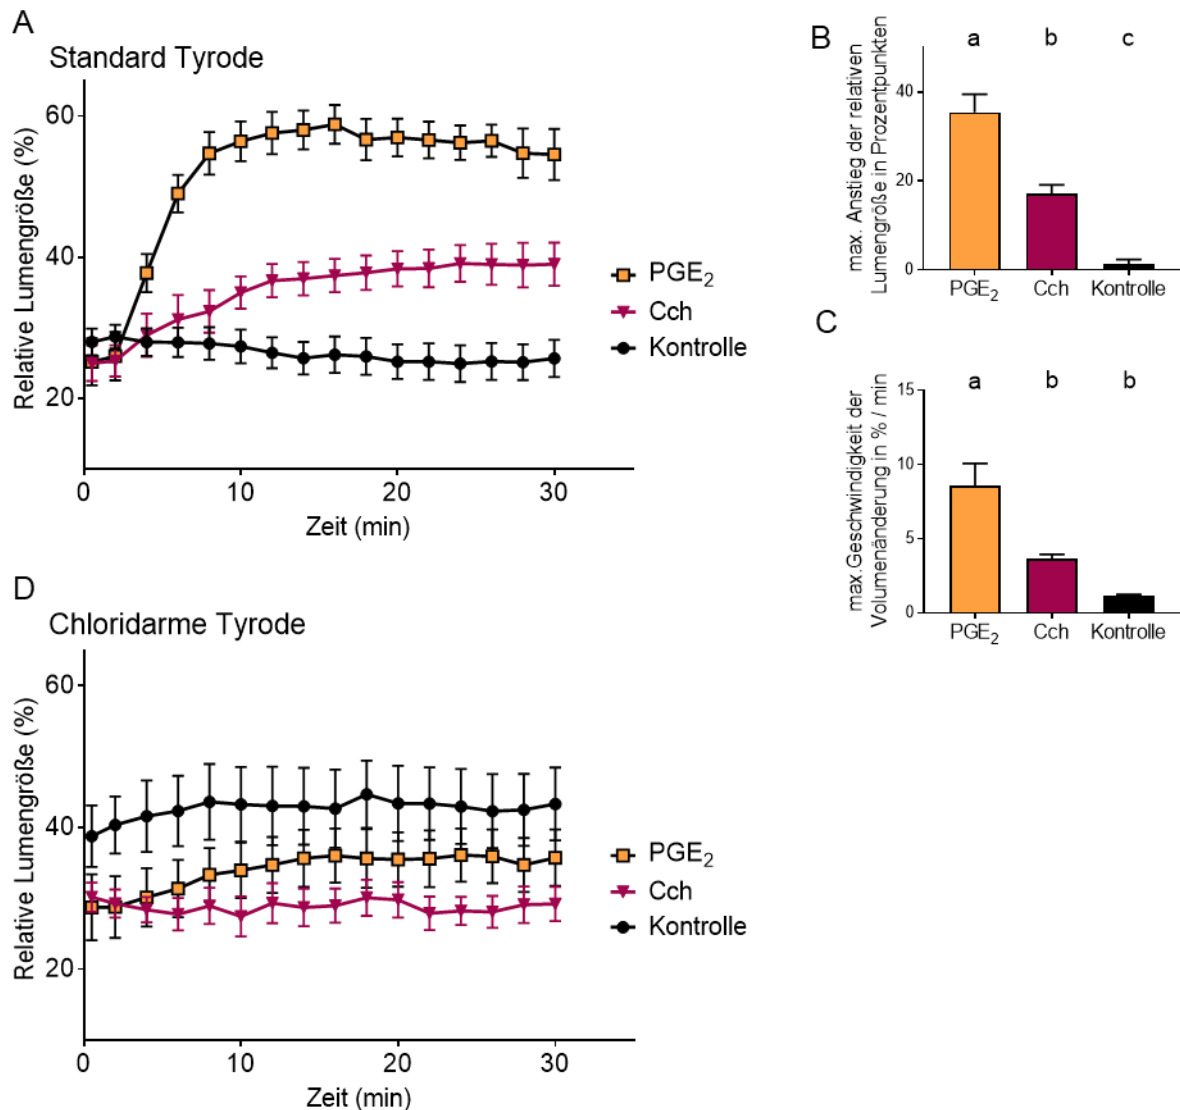 A
Standard Tyrode
Relative Lumengröße (%)
60
40
20
0
10
20
30
Zeit (min)
PGE₂
Cch
Kontrolle
B
a
b
c
max. Anstieg der relativen
Lumengröße in Prozentpunkten
40
20
0
PGE₂
Cch
Kontrolle
C
a
b
b
max.Geschwindigkeit der
Volumenänderung in % / min
15
10
5
0
PGE₂
Cch
Kontrolle
D
Chloridarme Tyrode
Relative Lumengröße (%)
60
40
20
0
10
20
30
Zeit (min)
PGE₂
Cch
Kontrolle